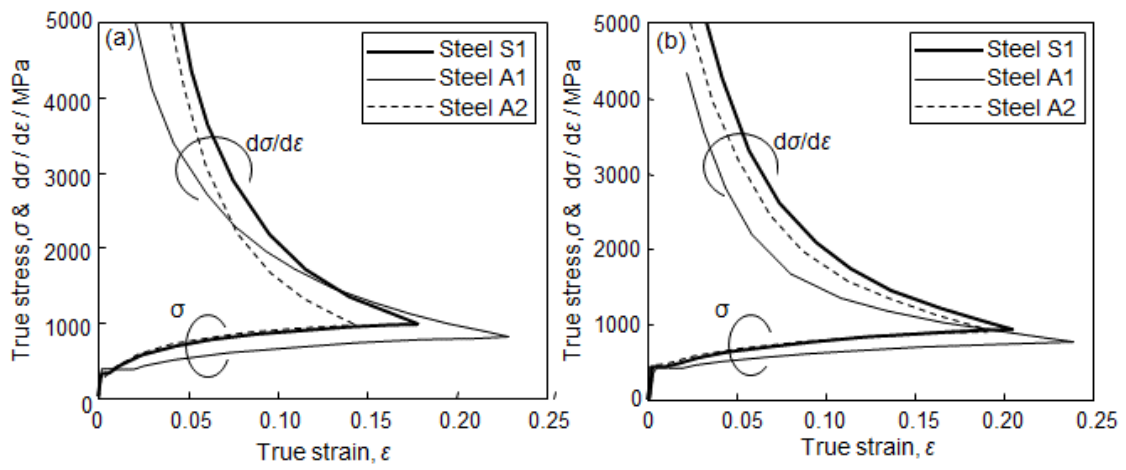 (a)
Steel S1
Steel A1
Steel A2
dσ/dε
σ
True stress,σ & dσ/dε/MPa
5000
4000
3000
2000
1000
0
0 0.05 0.10 0.15 0.20 0.25
True strain, ε
(b)
Steel S1
Steel A1
Steel A2
dσ/dε
σ
True stress,σ & dσ/dε/MPa
5000
4000
3000
2000
1000
0
0 0.05 0.10 0.15 0.20 0.25
True strain, ε